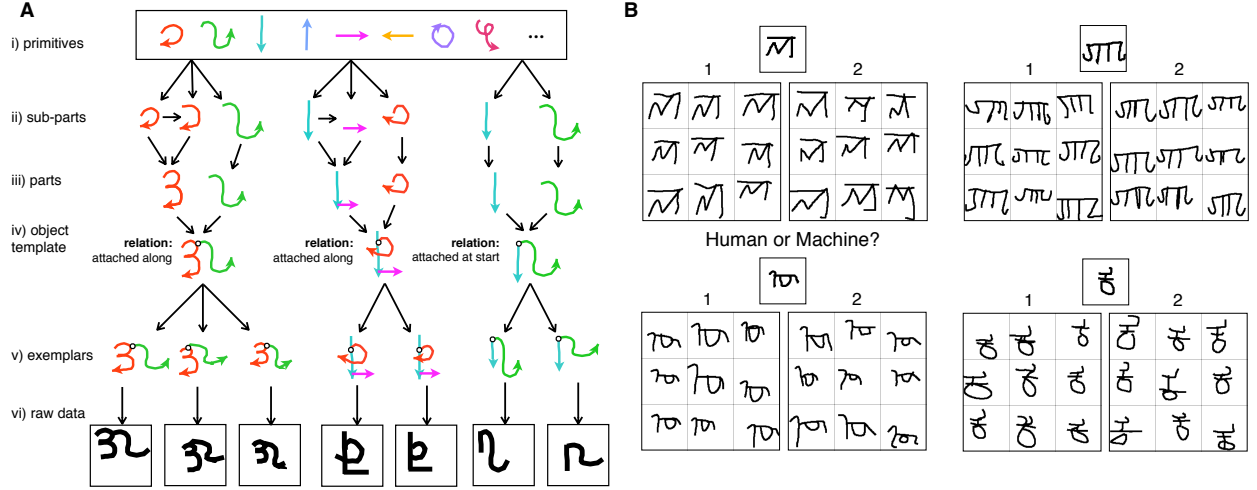 A
i) primitives
...
ii) sub-parts
iii) parts
iv) object
template
relation:
attached along
relation:
attached along
relation:
attached at start
v) exemplars
vi) raw data
B
1
2
1
2
Human or Machine?
1
2
1
2